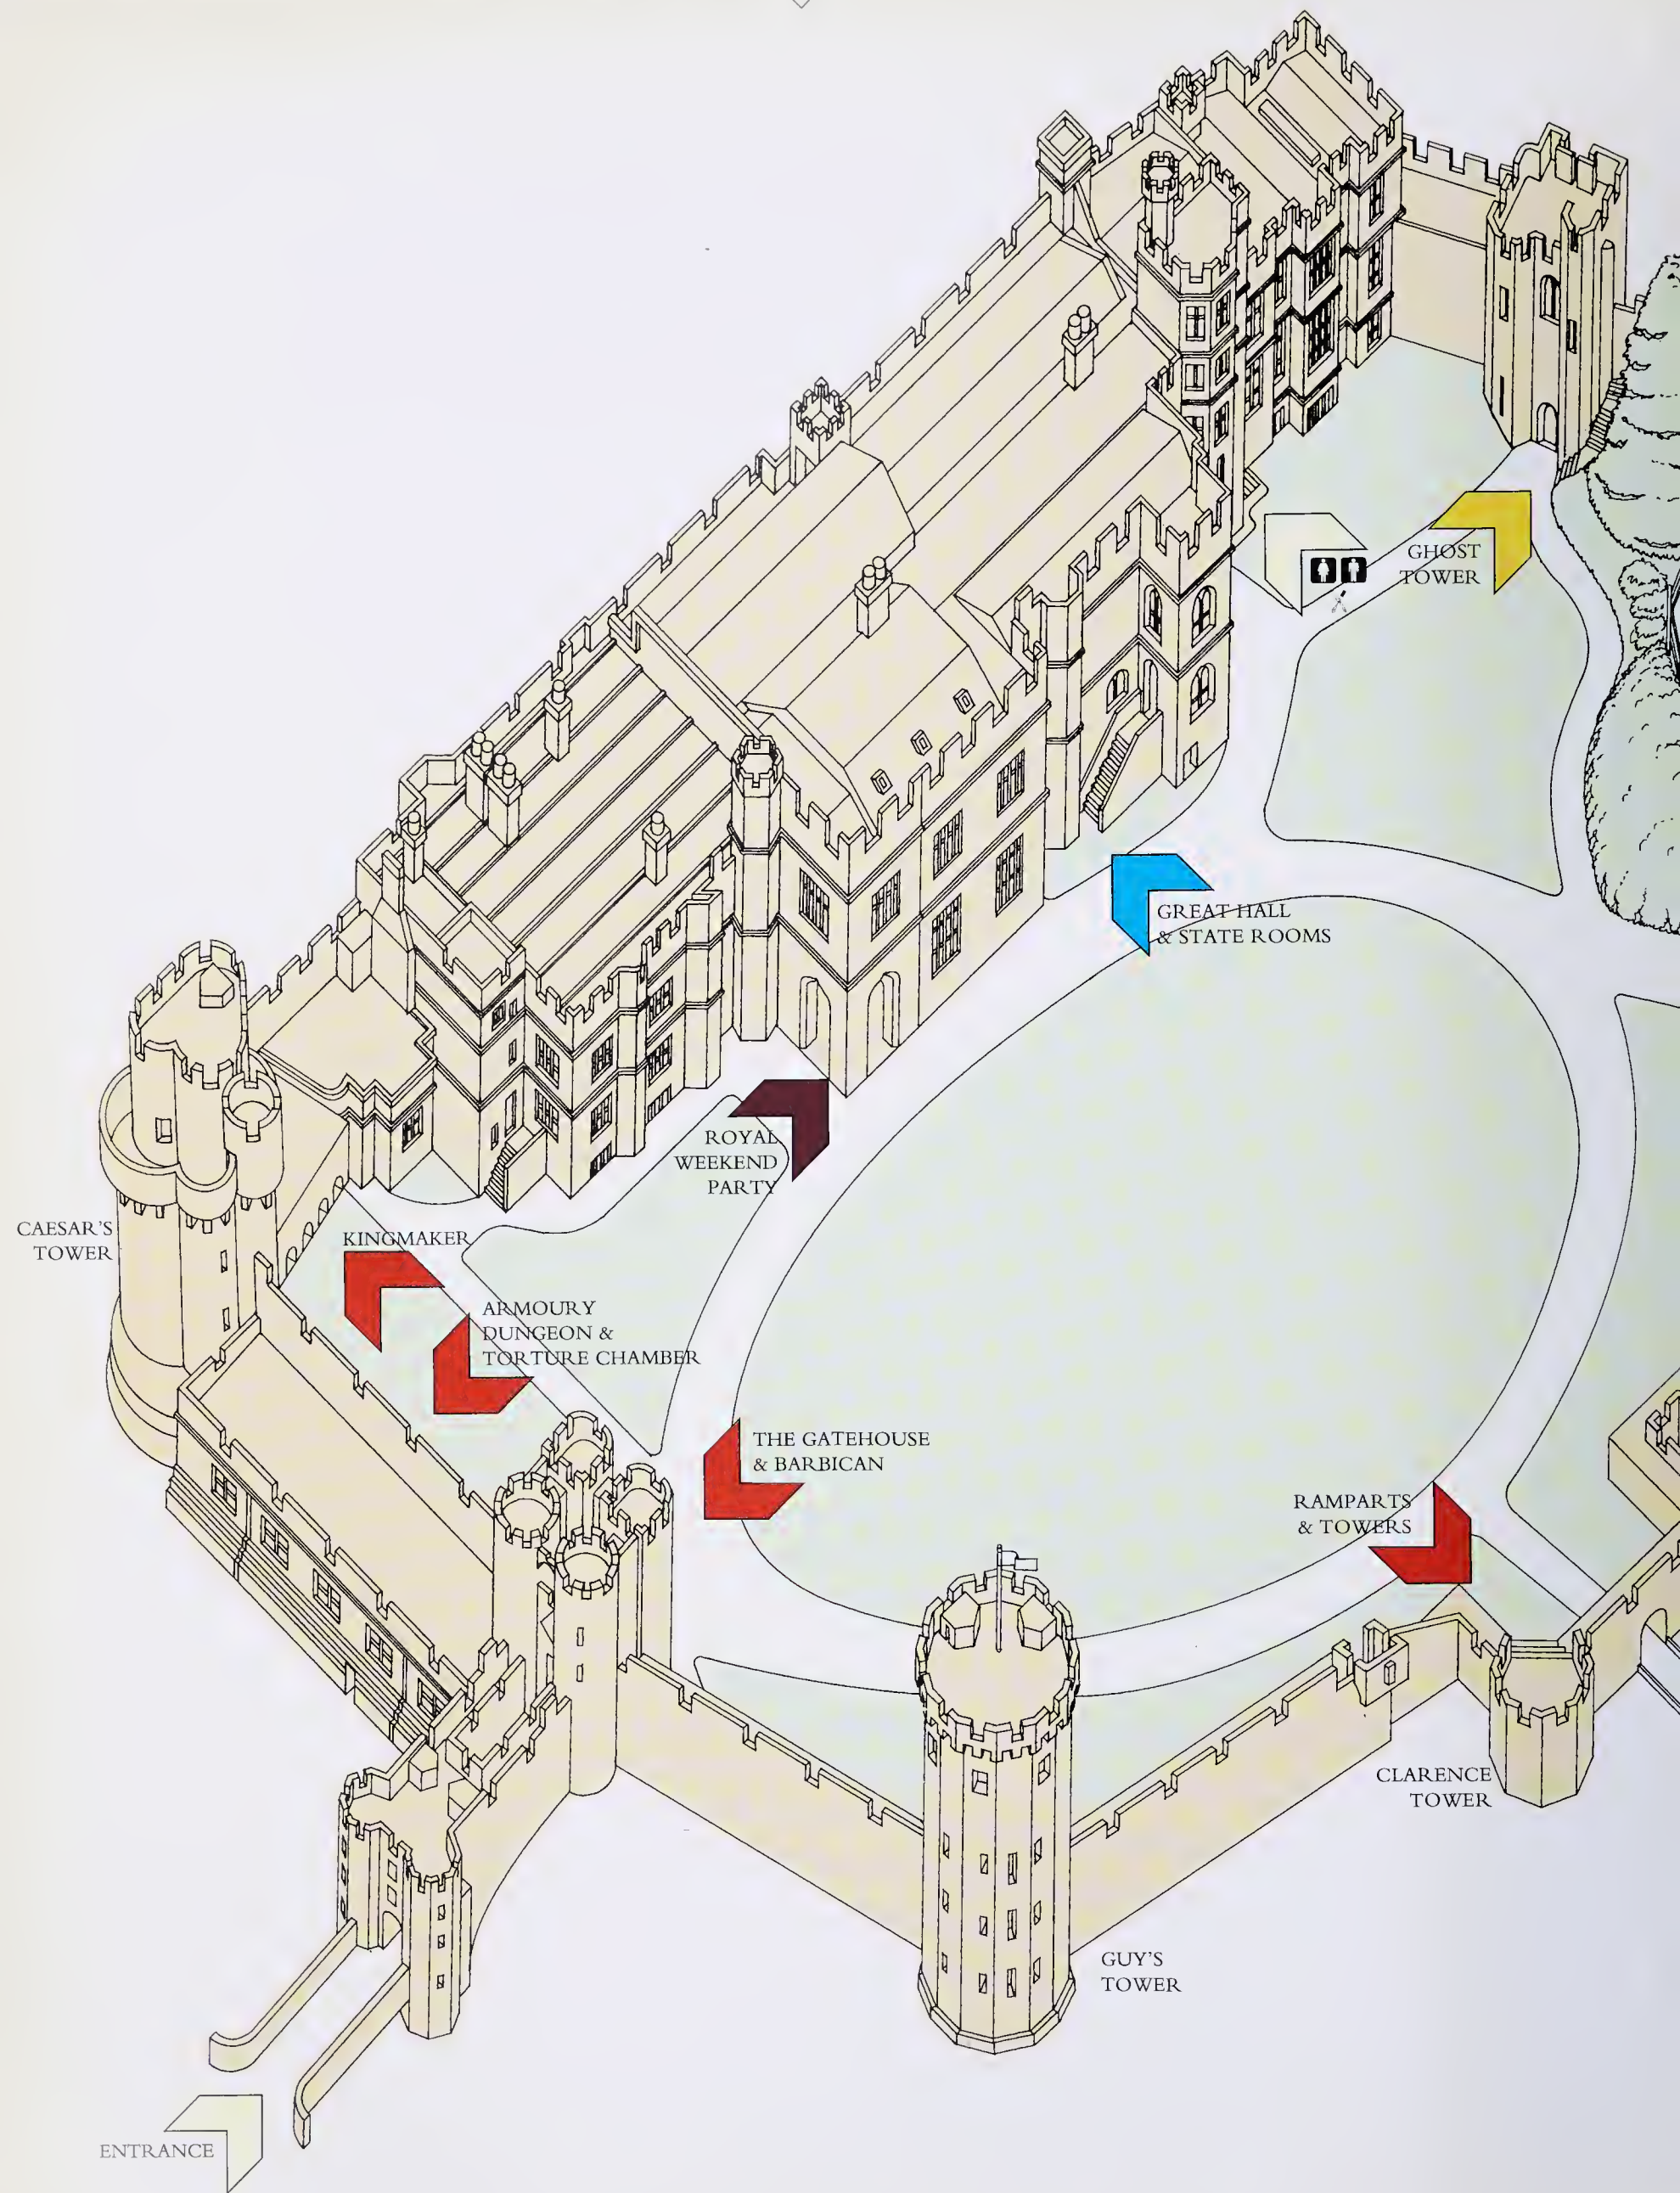 GHOST
TOWER
GREAT HALL
& STATE ROOMS
ROYAL
WEEKEND
PARTY
CAESAR'S
TOWER
KINGMAKER
ARMOURY
DUNGEON &
TORTURE CHAMBER
THE GATEHOUSE
& BARBICAN
RAMPARTS
& TOWERS
CLARENCE
TOWER
GUY'S
TOWER
ENTRANCE